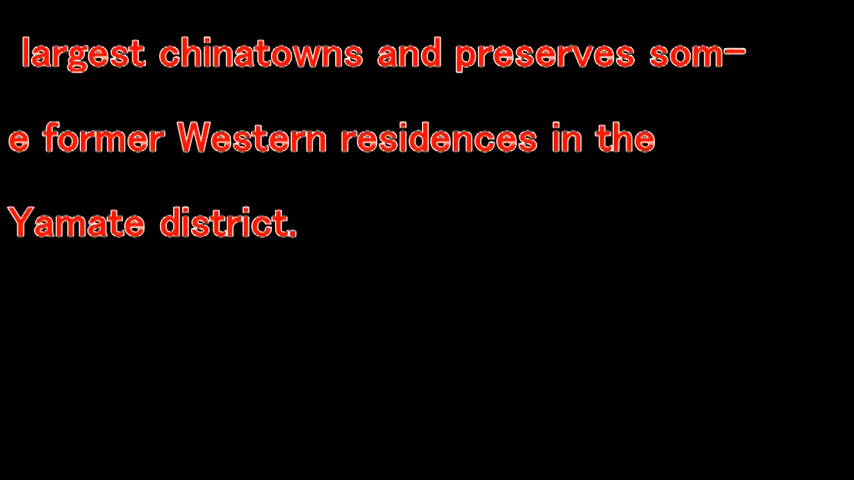 largest chinatowns and preserves som-
e former Western residences in the
Yamate district.